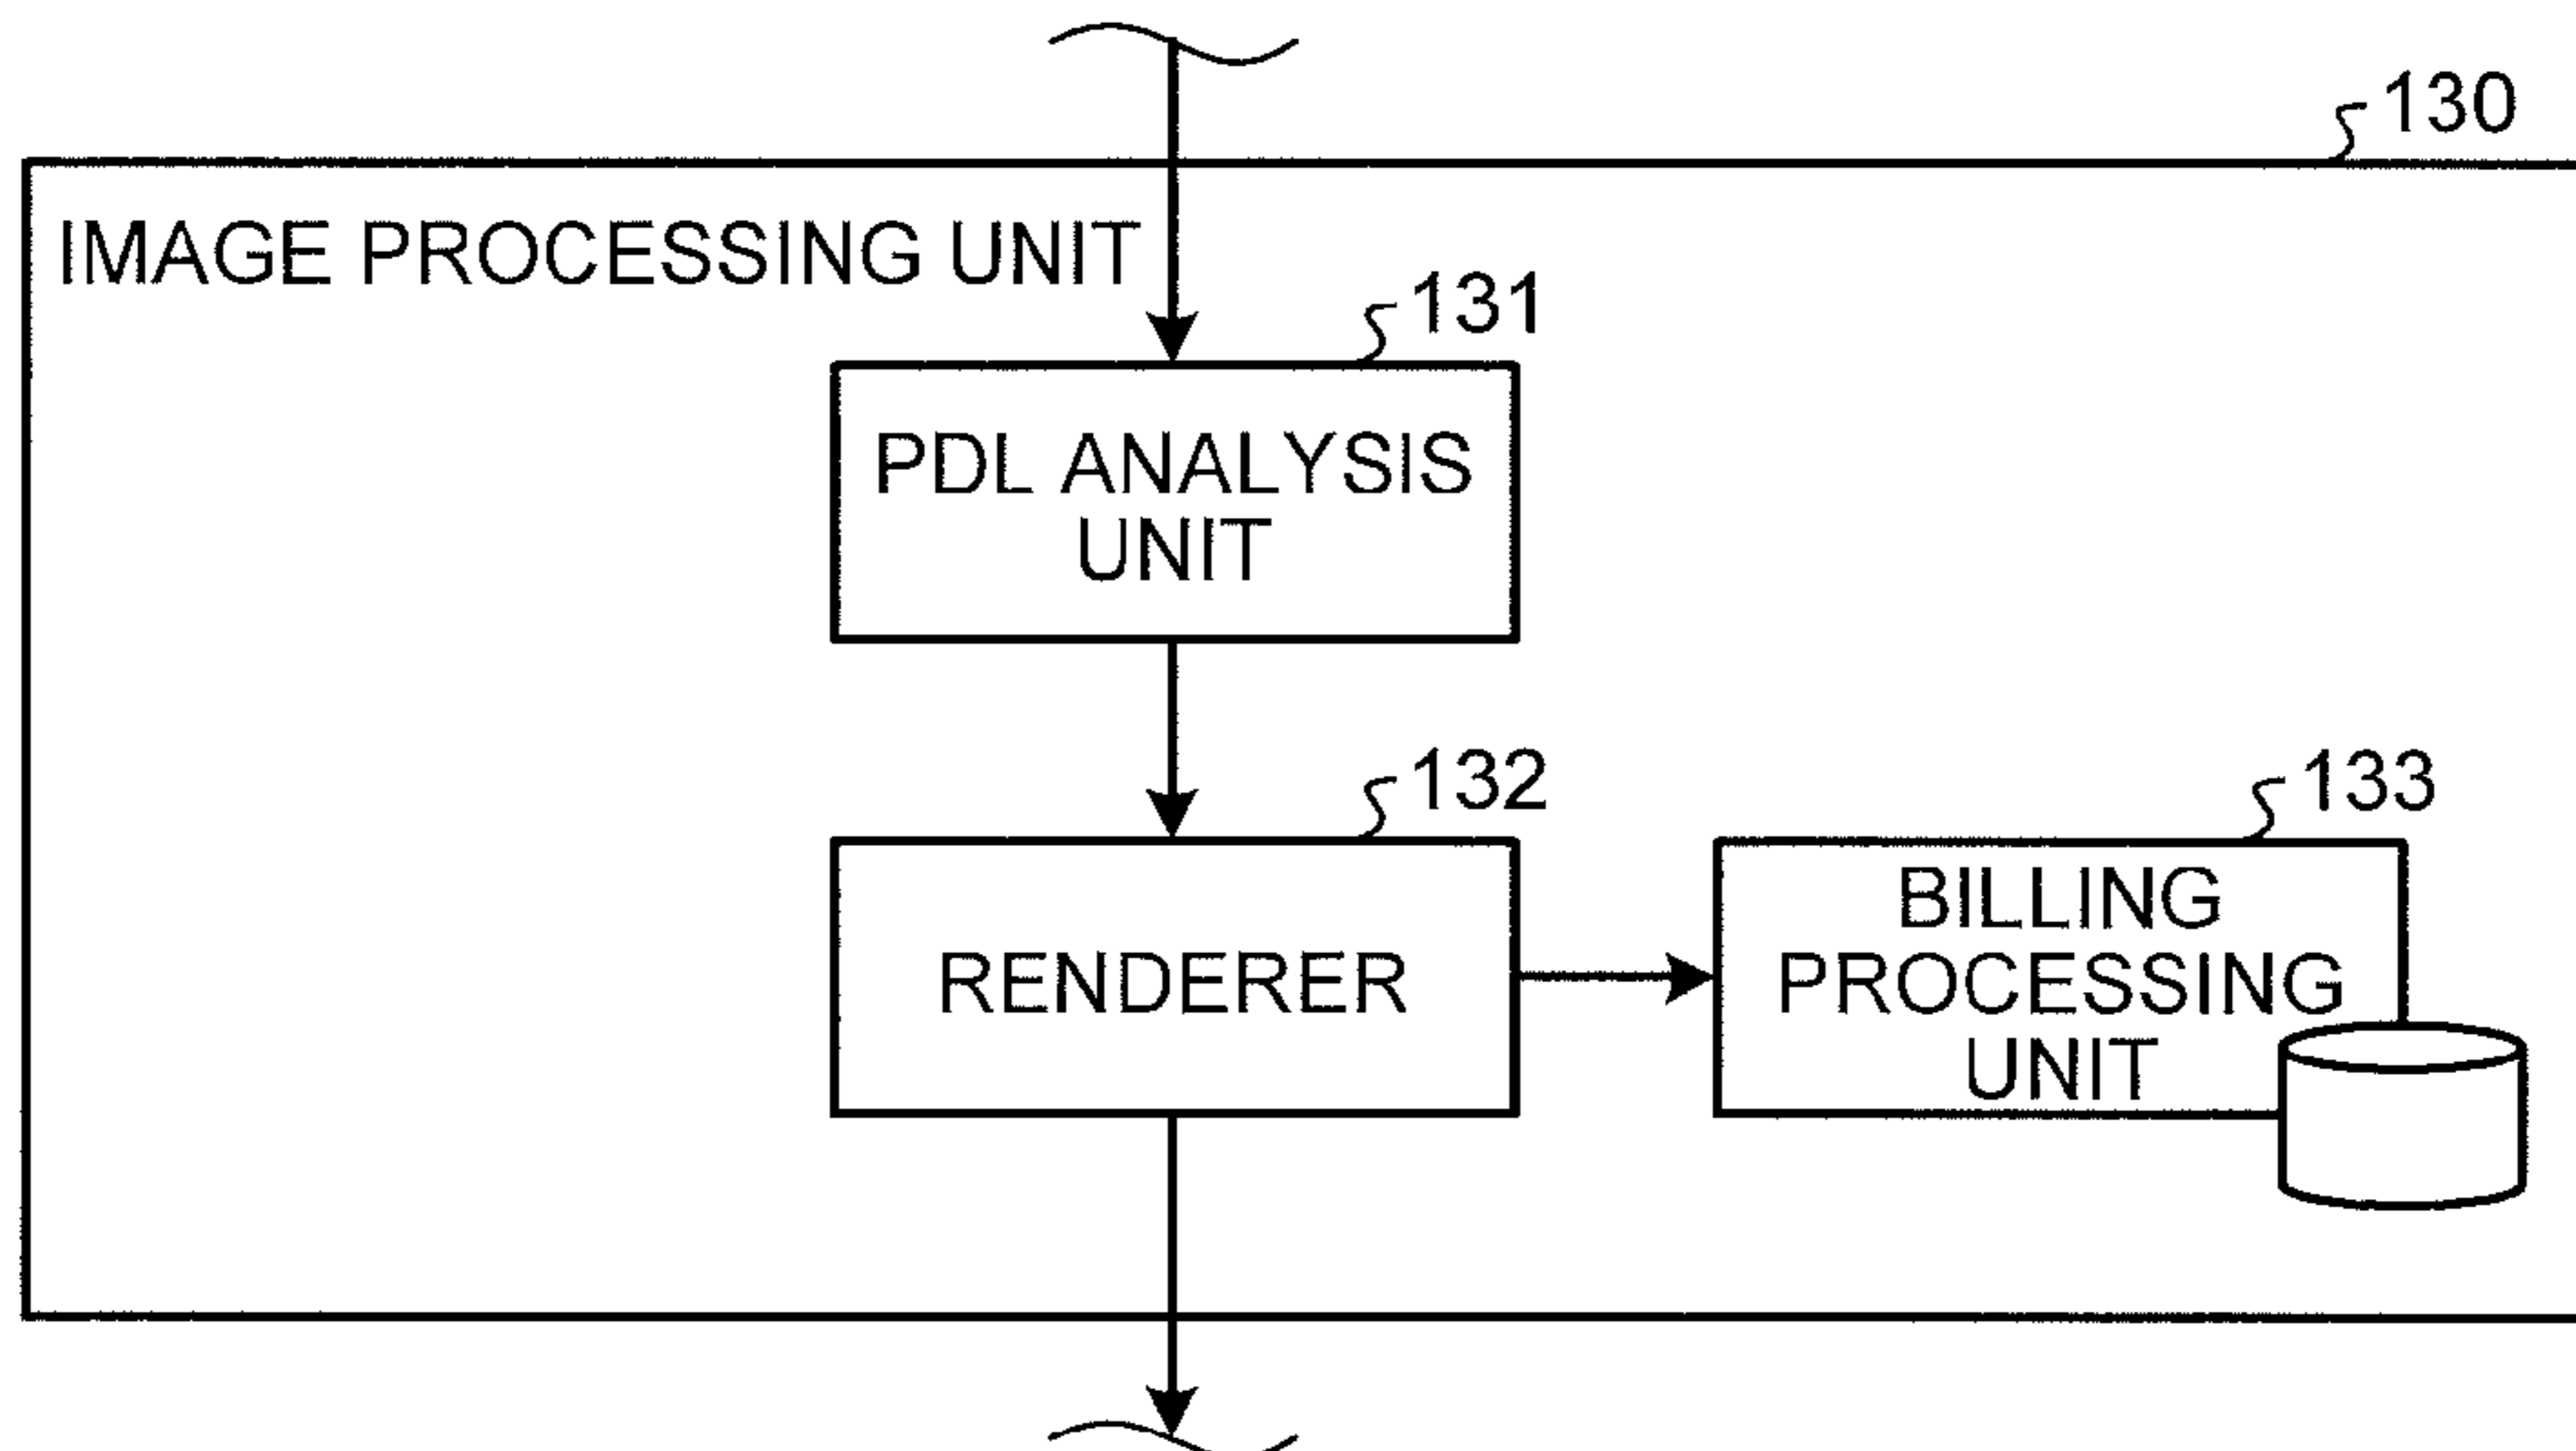 130
IMAGE PROCESSING UNIT
131
PDL ANALYSIS
UNIT
132
RENDERER
133
BILLING
PROCESSING
UNIT